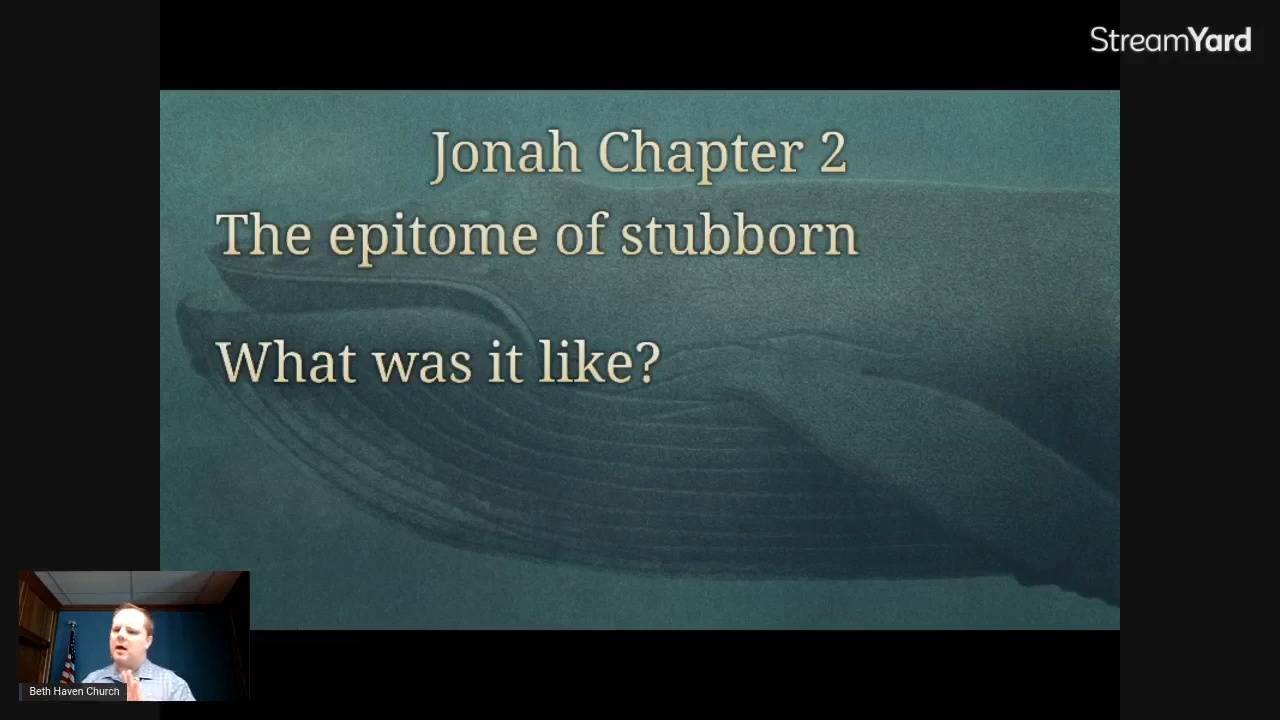 StreamYard
Jonah Chapter 2
The epitome of stubborn
What was it like?
Beth Haven Church